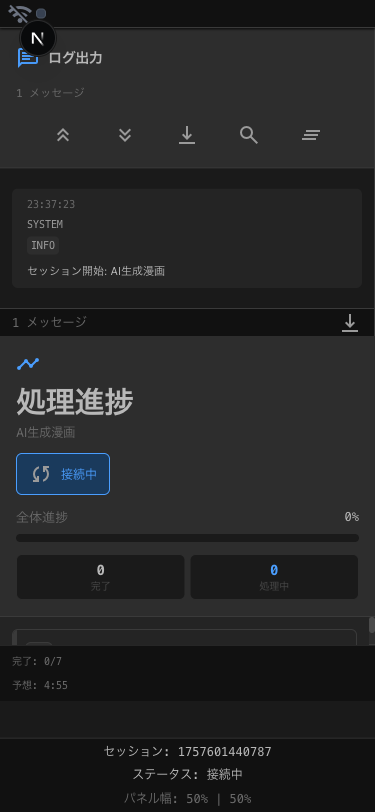 N
ログ出力
1 メッセージ
23:37:23
SYSTEM
INFO
セッション開始: AI生成漫画
1 メッセージ
処理進捗
AI生成漫画
接続中
全体進捗 0%
0 0
完了 処理中
完了: 0/7
予想: 4:55
セッション: 1757601440787
ステータス: 接続中
パネル幅: 50% | 50%